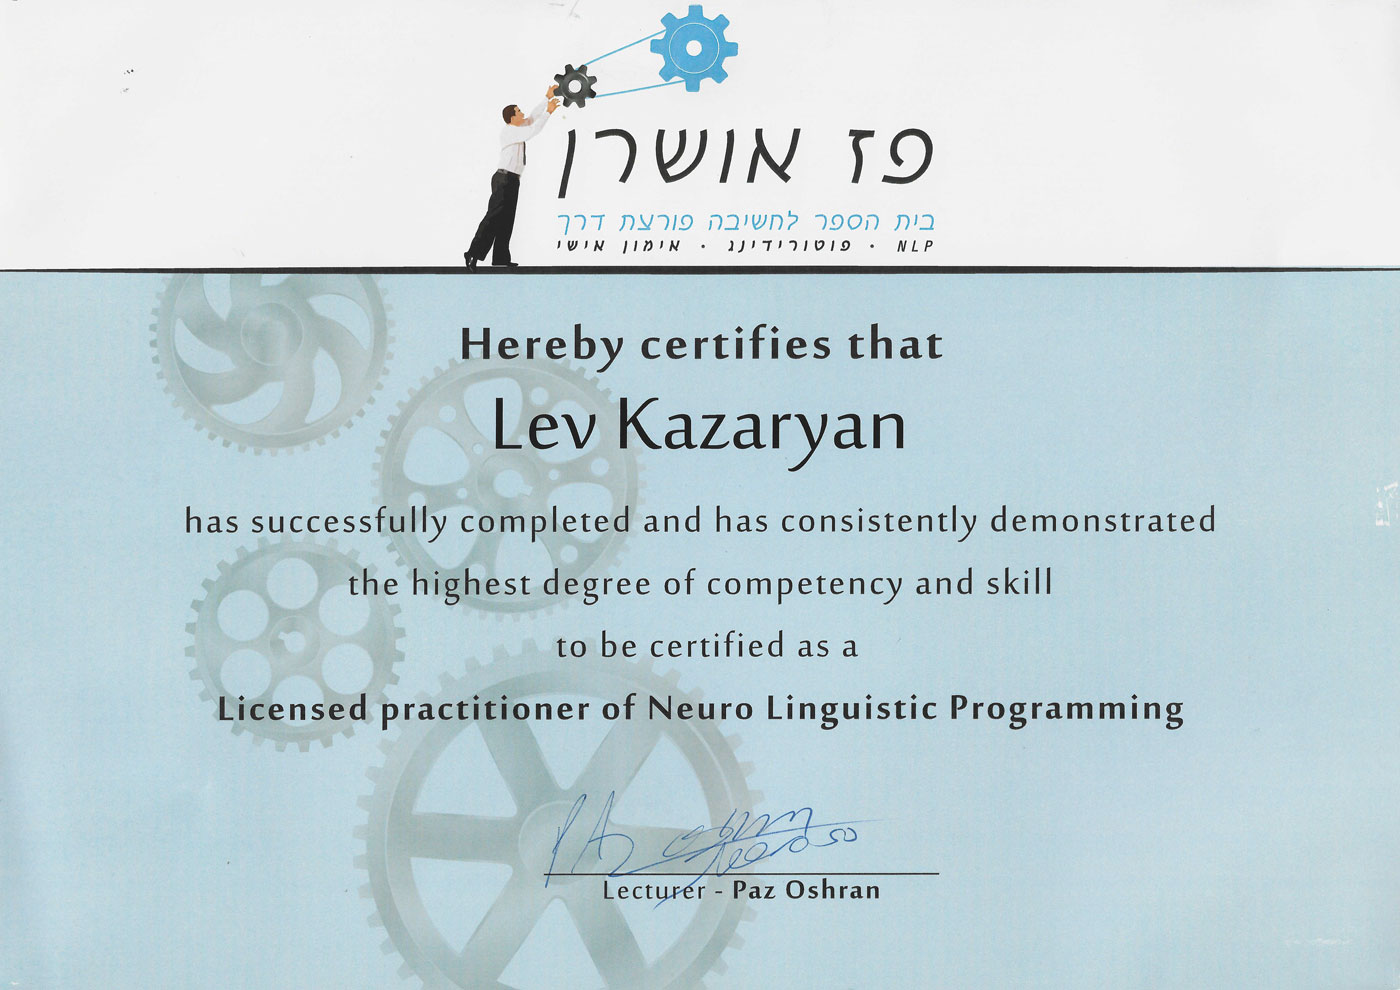 פז אושרן
בית הספר לחשיבה פורצת דרך
NLP • פוטורידינג • אימון אישי
Hereby certifies that
Lev Kazaryan
has successfully completed and has consistently demonstrated
the highest degree of competency and skill
to be certified as a
Licensed practitioner of Neuro Linguistic Programming
Lecturer - Paz Oshran